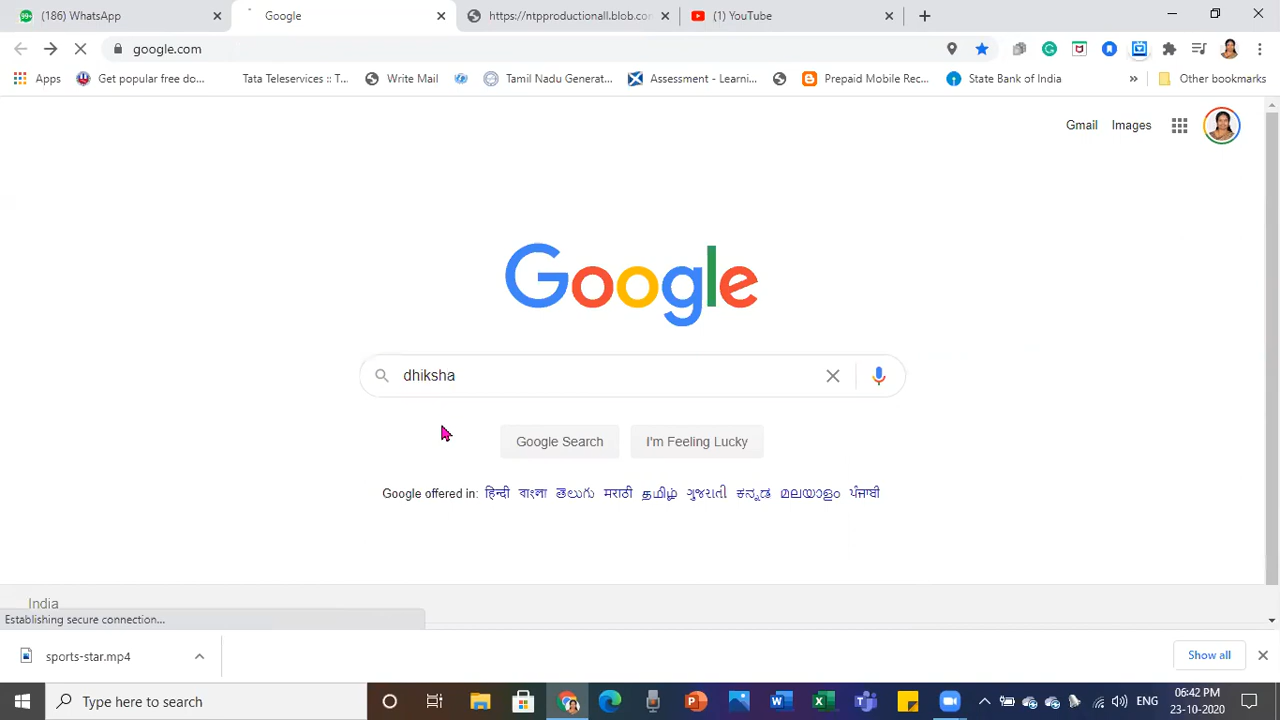 (186) WhatsApp
Google
https://ntpproductionall.blob.con
(1) YouTube
google.com
Apps
Get popular free do...
Tata Teleservices :: T...
Write Mail
Tamil Nadu Generat...
Assessment - Learni...
Prepaid Mobile Rec...
State Bank of India
»
Other bookmarks
Gmail
Images
Google
dhiksha
Google Search
I'm Feeling Lucky
Google offered in: हिन्दी বাংলা తెలుగు मराठी தமிழ் ગુજરાતી ಕನ್ನಡ മലയാളം ਪੰਜਾਬੀ
India
Establishing secure connection...
sports-star.mp4
Show all
Type here to search
ENG
06:42 PM
23-10-2020